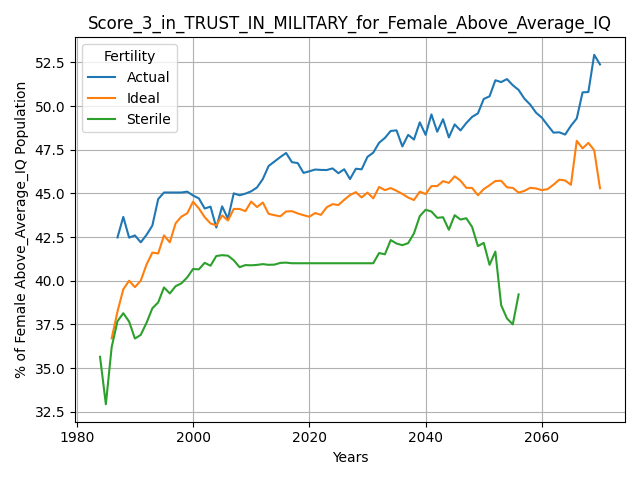 Score_3_in_TRUST_IN_MILITARY_for_Female_Above_Average_IQ
Fertility
Actual
Ideal
Sterile
% of Female Above_Average_IQ Population
52.5
50.0
47.5
45.0
42.5
40.0
37.5
35.0
32.5
1980
2000
2020
2040
2060
Years